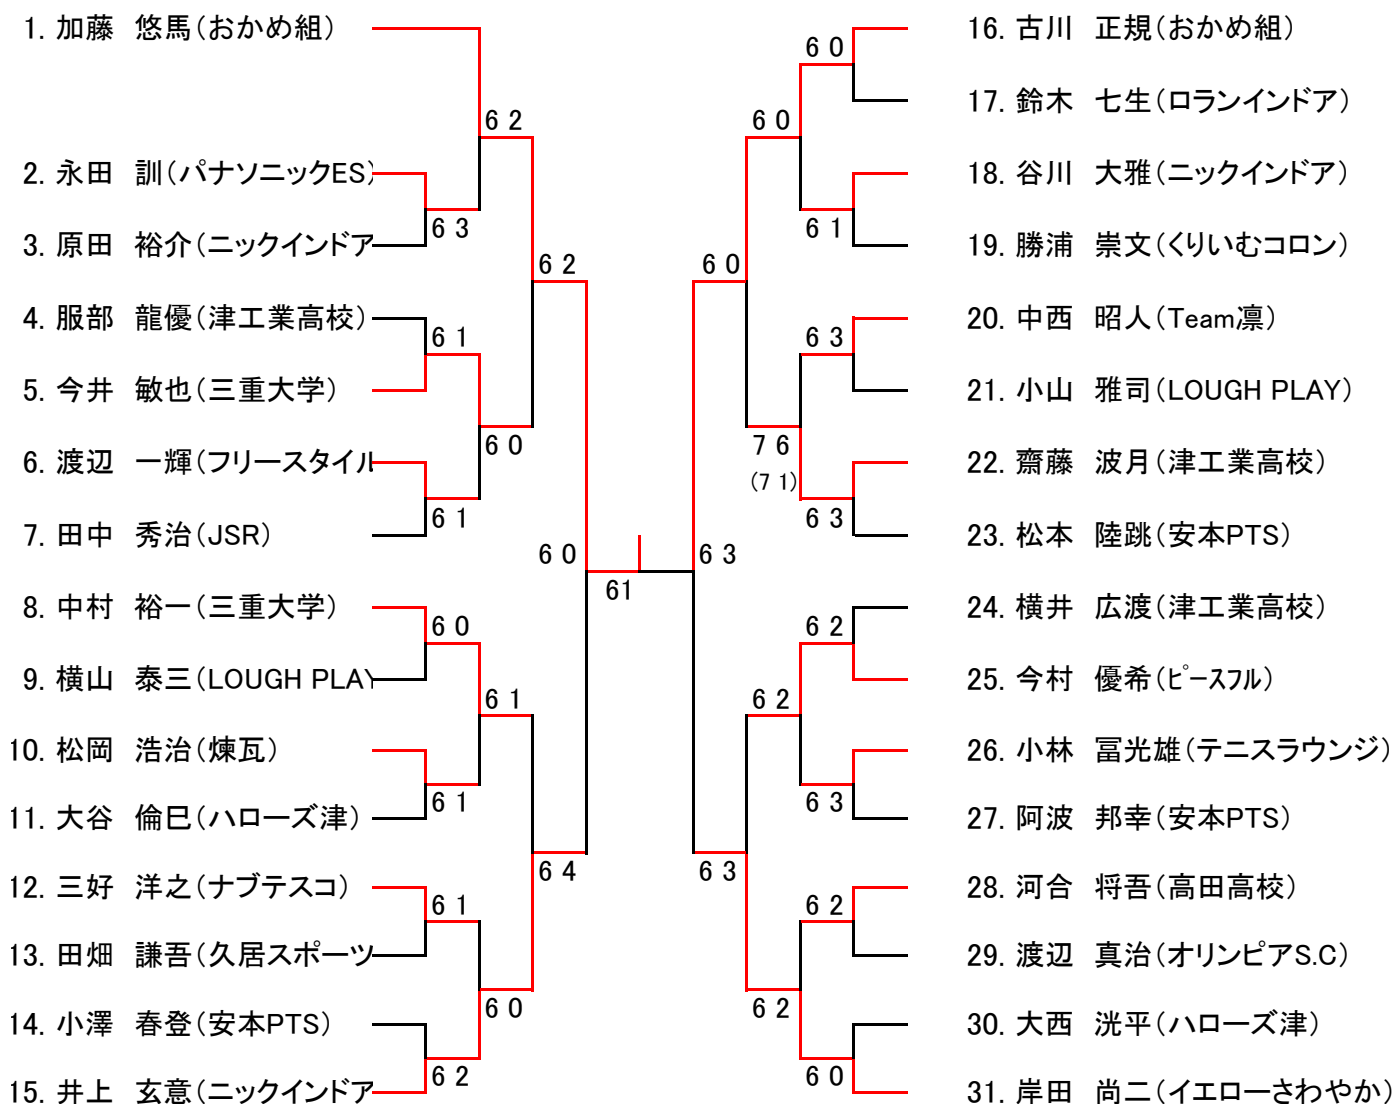 1. 加藤　悠馬(おかめ組)
6 2
2. 永田　訓(パナソニックES)
6 3
3. 原田　裕介(ニックインドア
6 2
4. 服部　龍優(津工業高校)
6 1
5. 今井　敏也(三重大学)
6 0
6. 渡辺　一輝(フリースタイル
6 1
7. 田中　秀治(JSR)
6 0
8. 中村　裕一(三重大学)
6 0
9. 横山　泰三(LOUGH PLAY
6 1
10. 松岡　浩治(煉瓦)
6 1
11. 大谷　倫巳(ハローズ津)
6 4
12. 三好　洋之(ナブテスコ)
6 1
13. 田畑　謙吾(久居スポーツ
6 0
14. 小澤　春登(安本PTS)
6 2
15. 井上　玄意(ニックインドア
61
16. 古川　正規(おかめ組)
6 0
17. 鈴木　七生(ロランインドア)
6 0
18. 谷川　大雅(ニックインドア)
6 1
19. 勝浦　崇文(くりいむコロン)
6 0
20. 中西　昭人(Team凛)
6 3
21. 小山　雅司(LOUGH PLAY)
7 6
(7 1)
22. 齋藤　波月(津工業高校)
6 3
23. 松本　陸跳(安本PTS)
6 3
24. 横井　広渡(津工業高校)
6 2
25. 今村　優希(ﾋﾟｰｽﾌﾙ)
6 2
26. 小林　冨光雄(テニスラウンジ)
6 3
27. 阿波　邦幸(安本PTS)
6 3
28. 河合　将吾(高田高校)
6 2
29. 渡辺　真治(オリンピアS.C)
6 2
30. 大西　洸平(ハローズ津)
6 0
31. 岸田　尚二(イエローさわやか)